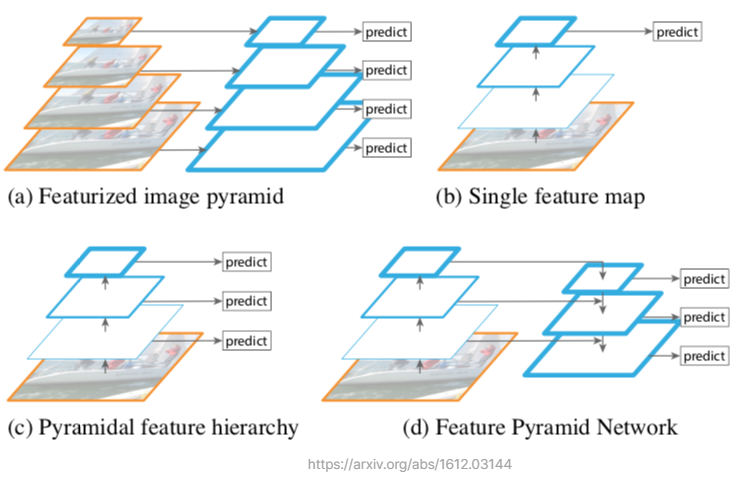 predict
predict
predict
predict
predict
(a) Featurized image pyramid
(b) Single feature map
predict
predict
predict
predict
predict
predict
(c) Pyramidal feature hierarchy
(d) Feature Pyramid Network
https://arxiv.org/abs/1612.03144